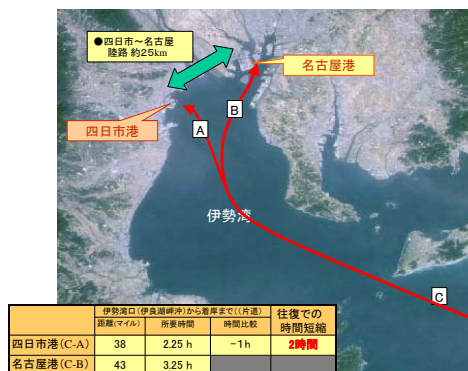 ●四日市～名古屋
陸路 約25km
名古屋港
四日市港
A
B
伊勢湾
C
伊勢湾口(伊良湖岬沖)から着岸まで((片道) 往復での
時間短縮
距離(マイル) 所要時間 時間比較
四日市港(C-A) 38 2.25 h -1h 2時間
名古屋港(C-B) 43 3.25 h